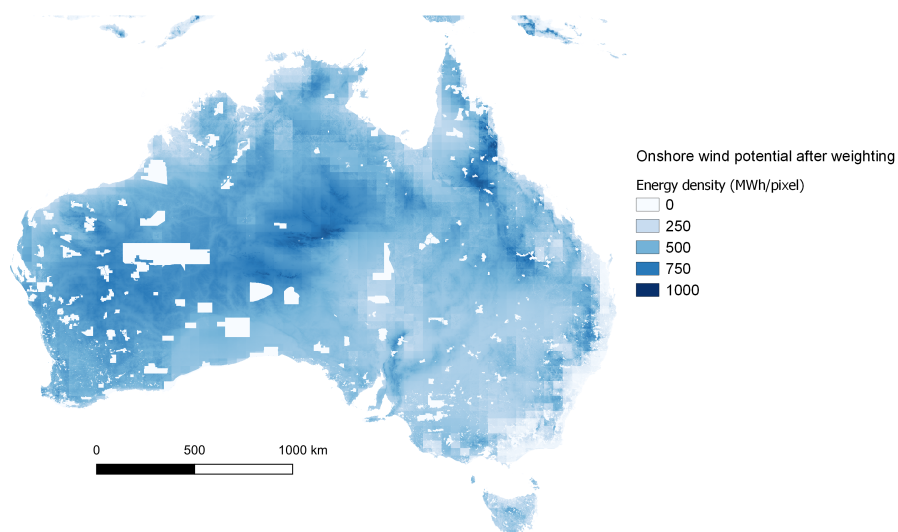 Onshore wind potential after weighting
Energy density (MWh/pixel)
0
250
500
750
1000
0 500 1000 km